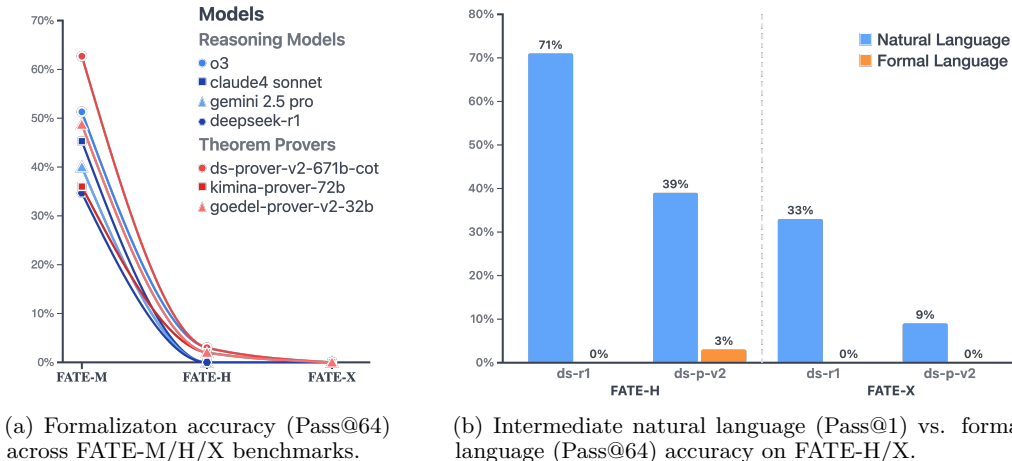 Models
Reasoning Models
o3
claude4 sonnet
gemini 2.5 pro
deepseek-r1
Theorem Provers
ds-prover-v2-671b-cot
kimina-prover-72b
goedel-prover-v2-32b
70%
60%
50%
40%
30%
20%
10%
0%
FATE-M FATE-H FATE-X
(a) Formalizaton accuracy (Pass@64)
across FATE-M/H/X benchmarks.
80%
70%
60%
50%
40%
30%
20%
10%
0%
Natural Language
Formal Language
71% 0% 39% 3% 33% 0% 9% 0%
ds-r1 ds-p-v2 ds-r1 ds-p-v2
FATE-H FATE-X
(b) Intermediate natural language (Pass@1) vs. forma
language (Pass@64) accuracy on FATE-H/X.